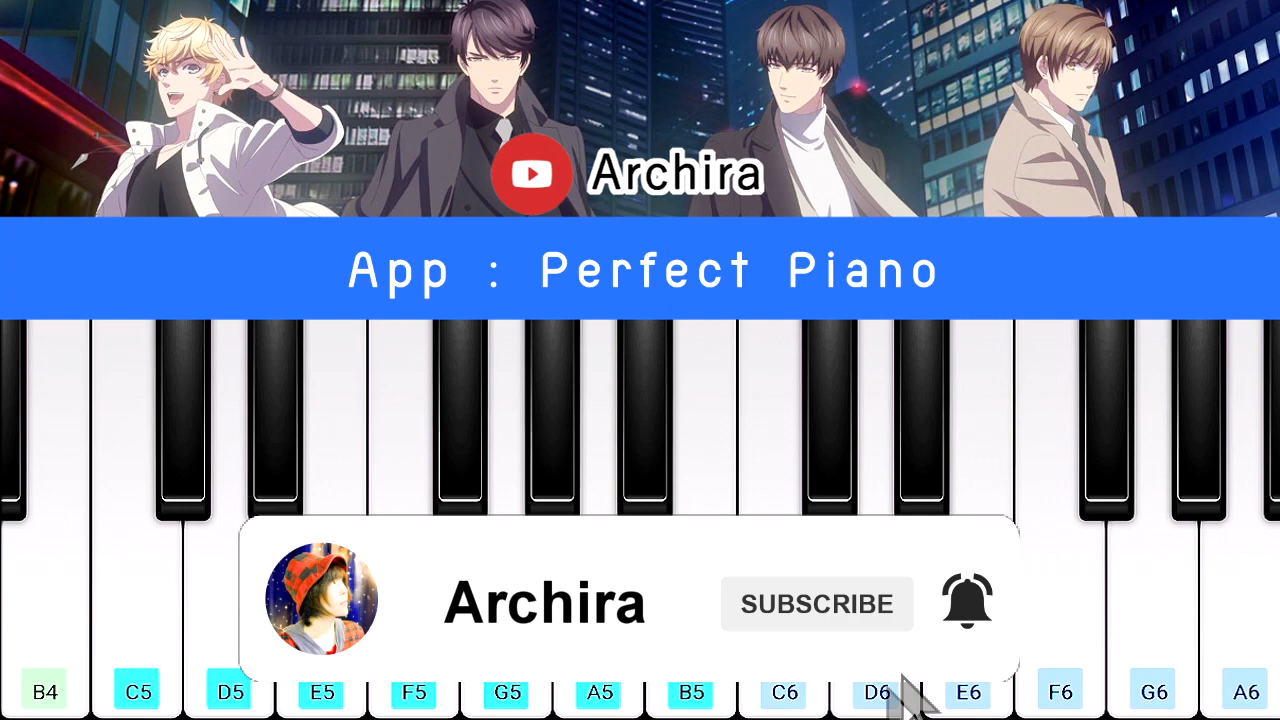 Archira
App : Perfect Piano
Archira
SUBSCRIBE
B4 C5 D5 E5 F5 G5 A5 B5 C6 D6 E6 F6 G6 A6